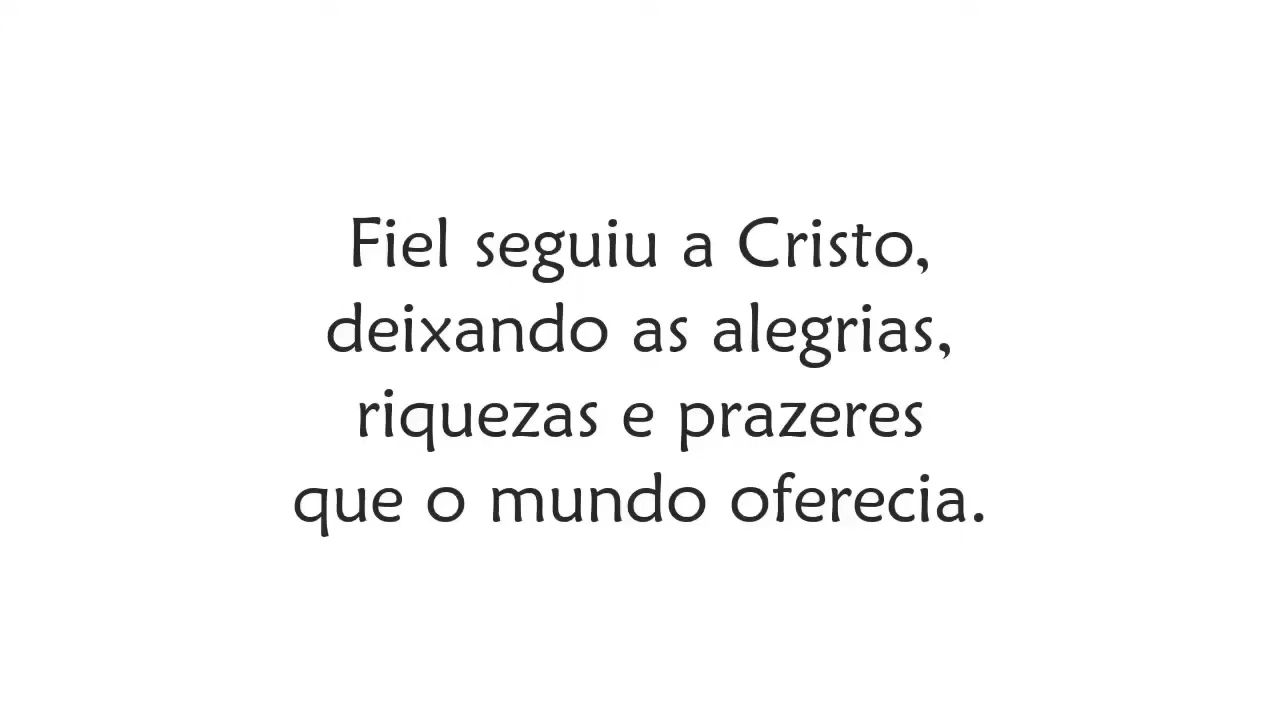 Fiel seguiu a Cristo,
deixando as alegrias,
riquezas e prazeres
que o mundo oferecia.